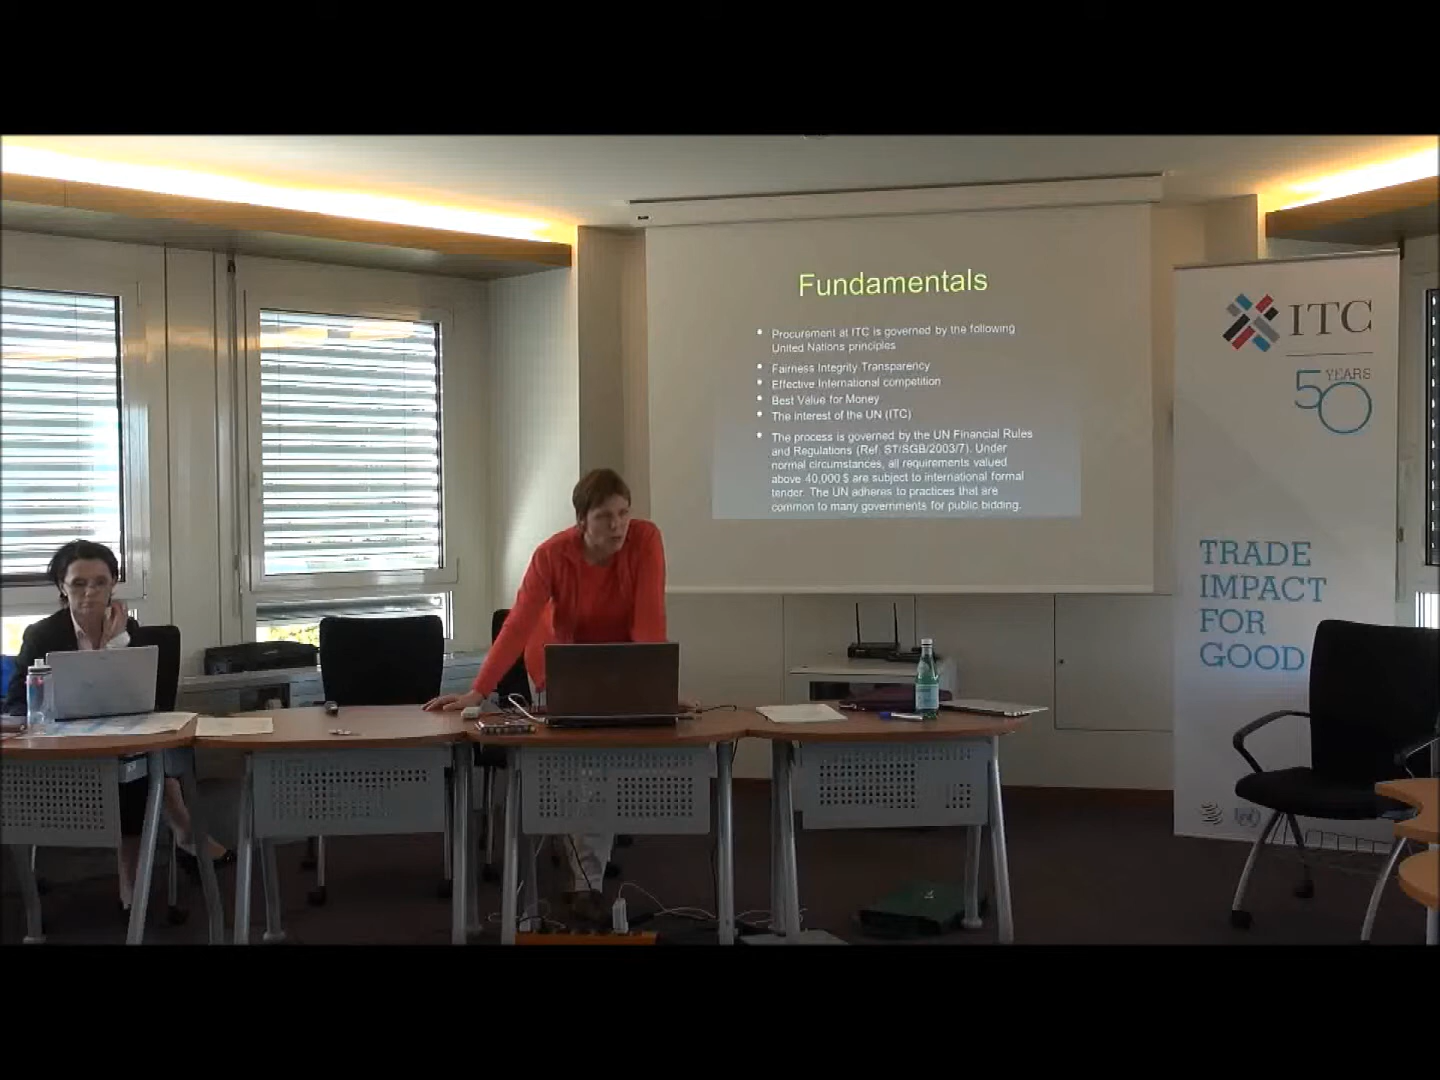 Fundamentals
• Procurement at ITC is governed by the following
United Nations principles
• Fairness Integrity Transparency
• Effective International competition
• Best Value for Money
• The interest of the UN (ITC)
• The process is governed by the UN Financial Rules
and Regulations (Ref. ST/SGB/2003/7). Under
normal circumstances, all requirements valued
above 40,000 $ are subject to international formal
tender. The UN adheres to practices that are
common to many governments for public bidding.
ITC
50 YEARS
TRADE
IMPACT
FOR
GOOD